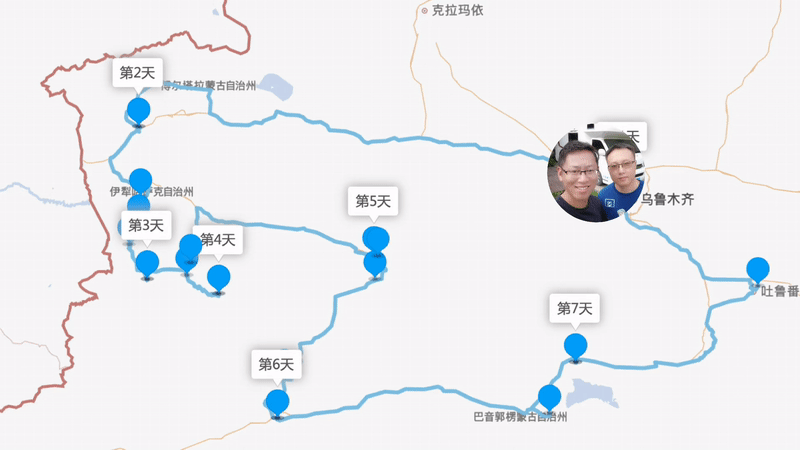 克拉玛依
第2天
博尔塔拉蒙古自治州
天
伊犁哈萨克自治州
第5天
乌鲁木齐
第3天
第4天
吐鲁番
第7天
第6天
巴音郭楞蒙古自治州